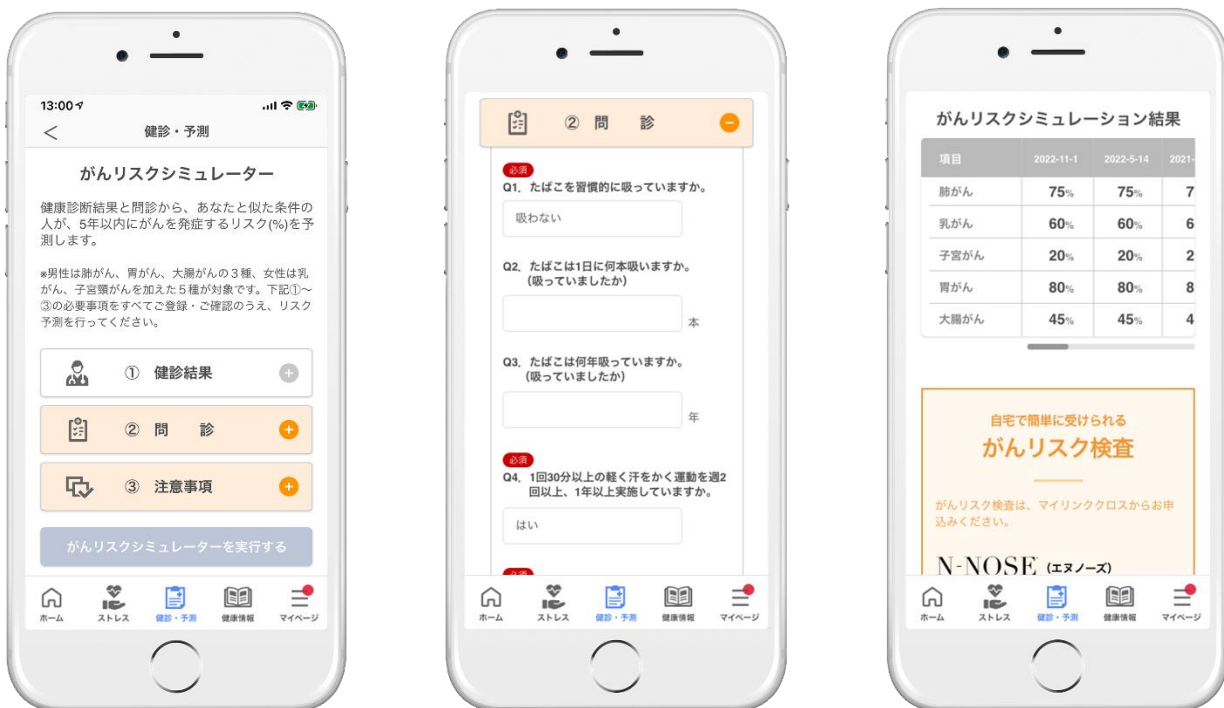 13:00
健診・予測
がんリスクシミュレーター
健康診断結果と問診から、あなたと似た条件の
人が、5年以内にがんを発症するリスク(%)を予
測します。
※男性は肺がん、胃がん、大腸がんの3種、女性は乳
がん、子宮頸がんを加えた5種が対象です。下記①〜
③の必要事項をすべてご登録・ご確認のうえ、リスク
予測を行ってください。
① 健診結果
② 問 診
③ 注意事項
がんリスクシミュレーターを実行する
ホーム ストレス 健診・予測 健康情報 マイページ
② 問 診
必須
Q1. たばこを習慣的に吸っていますか。
吸わない
Q2. たばこは1日に何本吸いますか。
(吸っていましたか)
本
Q3. たばこは何年吸っていますか。
(吸っていましたか)
年
必須
Q4. 1回30分以上の軽く汗をかく運動を週2
回以上、1年以上実施していますか。
はい
必須
ホーム ストレス 健診・予測 健康情報 マイページ
がんリスクシミュレーション結果
項目 2022-11-1 2022-5-14 2021-
肺がん 75% 75% 7
乳がん 60% 60% 6
子宮がん 20% 20% 2
胃がん 80% 80% 8
大腸がん 45% 45% 4
自宅で簡単に受けられる
がんリスク検査
がんリスク検査は、マイリンククロスからお申
込みください。
N-NOSE (エヌノーズ)
ホーム ストレス 健診・予測 健康情報 マイページ